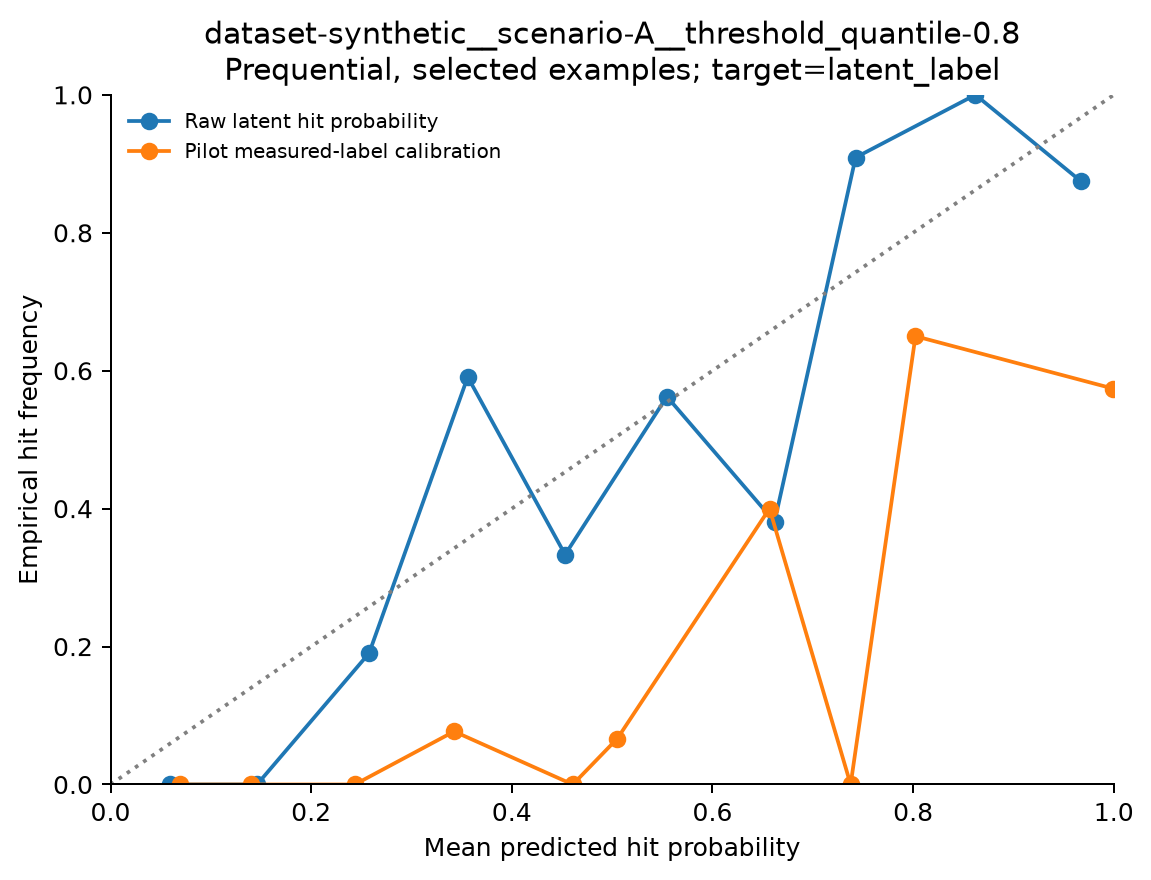 dataset-synthetic__scenario-A__threshold_quantile-0.8
Prequential, selected examples; target=latent_label
Raw latent hit probability
Pilot measured-label calibration
Empirical hit frequency
1.0
0.8
0.6
0.4
0.2
0.0
0.0 0.2 0.4 0.6 0.8 1.0
Mean predicted hit probability